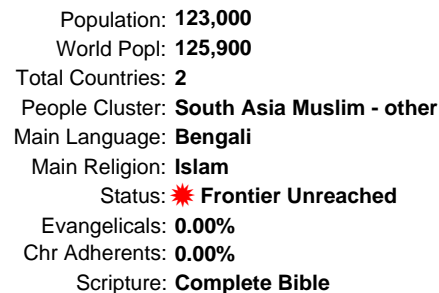 Population: 123,000
World Popl: 125,900
Total Countries: 2
People Cluster: South Asia Muslim - other
Main Language: Bengali
Main Religion: Islam
Status: Frontier Unreached
Evangelicals: 0.00%
Chr Adherents: 0.00%
Scripture: Complete Bible